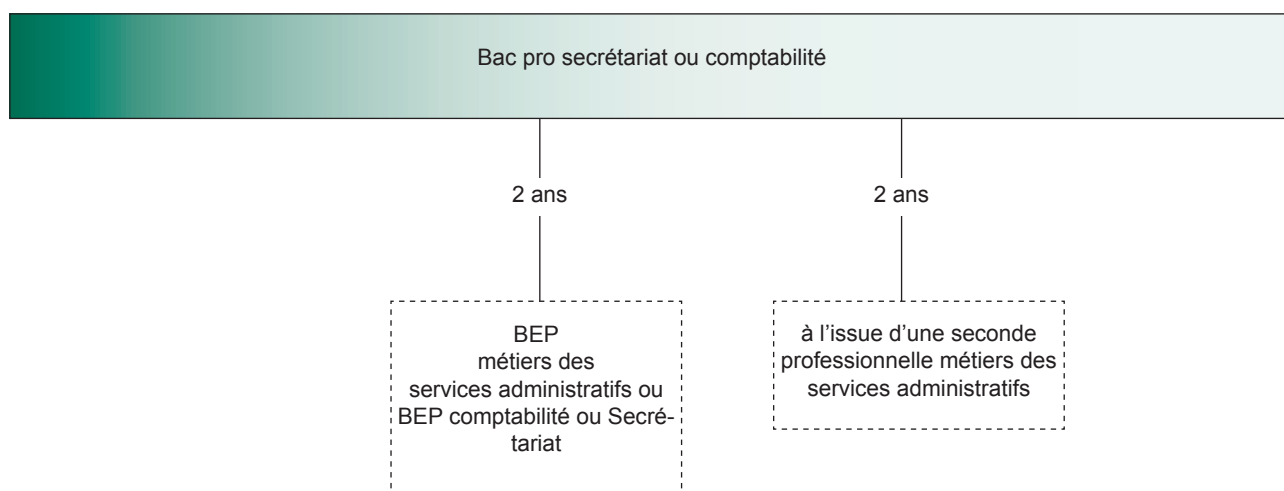 Bac pro secrétariat ou comptabilité
2 ans
2 ans
BEP
métiers des
services administratifs ou
BEP comptabilité ou Secré-
tariat
à l'issue d'une seconde
professionnelle métiers des
services administratifs